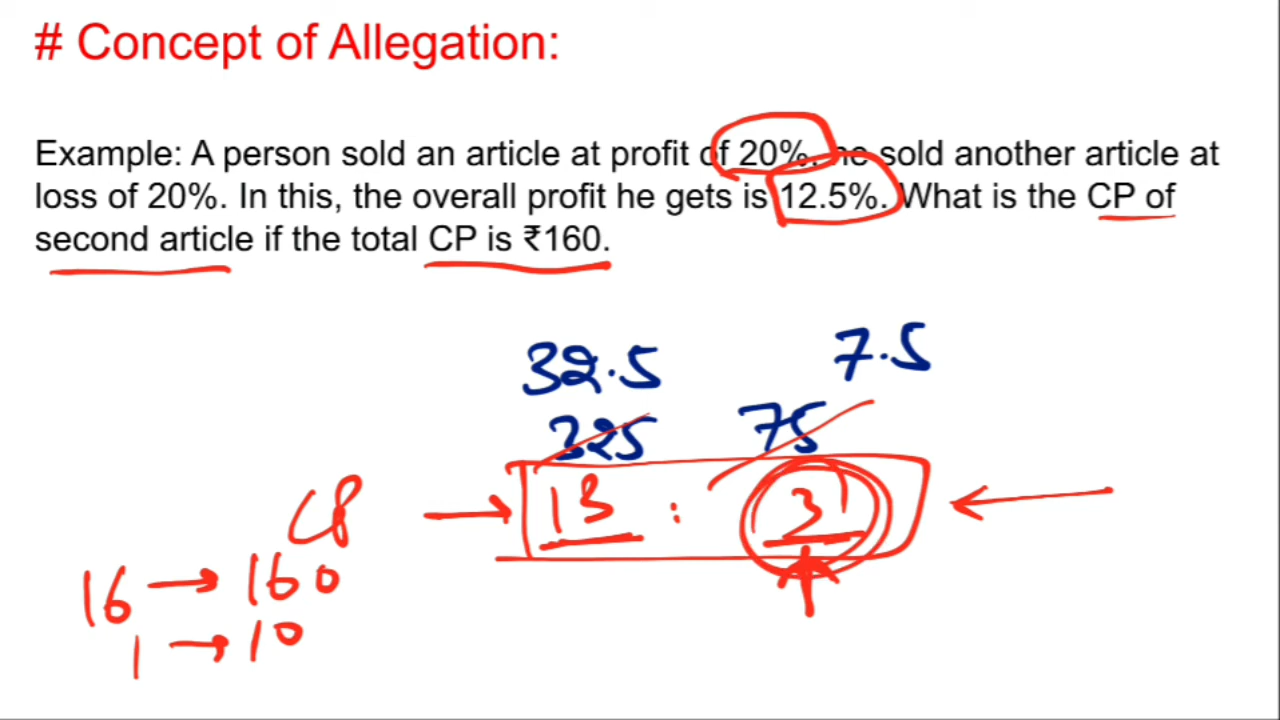 # Concept of Allegation:
Example: A person sold an article at profit of 20%. he sold another article at
loss of 20%. In this, the overall profit he gets is 12.5%. What is the CP of
second article if the total CP is ₹160.
32.5 7.5
325 75
CP 13 : 3
16 → 160
1 → 10